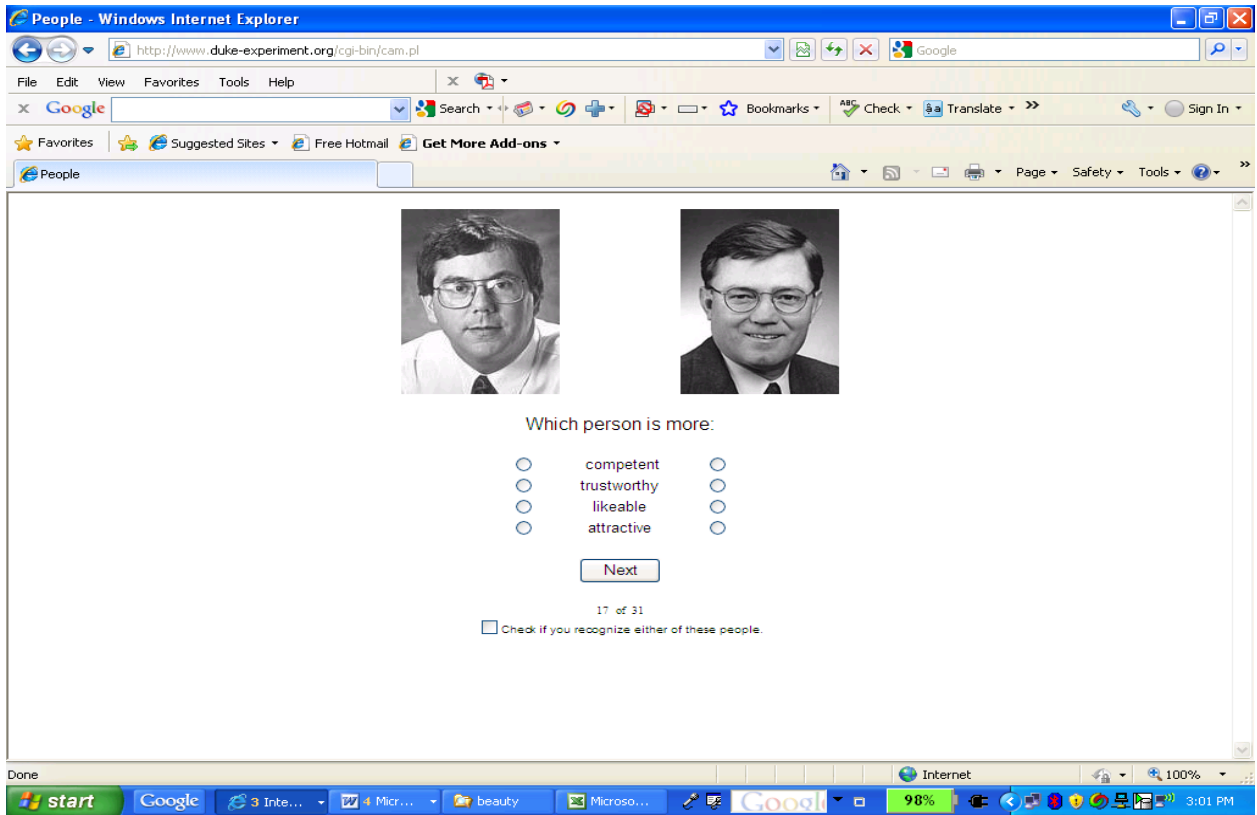 People - Windows Internet Explorer
http://www.duke-experiment.org/cgi-bin/cam.pl Google
File Edit View Favorites Tools Help
Google Search Bookmarks Check Translate Sign In
Favorites Suggested Sites Free Hotmail Get More Add-ons
People Page Safety Tools
Which person is more:
competent
trustworthy
likeable
attractive
Next
17 of 31
Check if you recognize either of these people.
Done Internet 100%
start Google 3 Inte... 4 Micr... beauty Microso... Googl 98% 3:01 PM